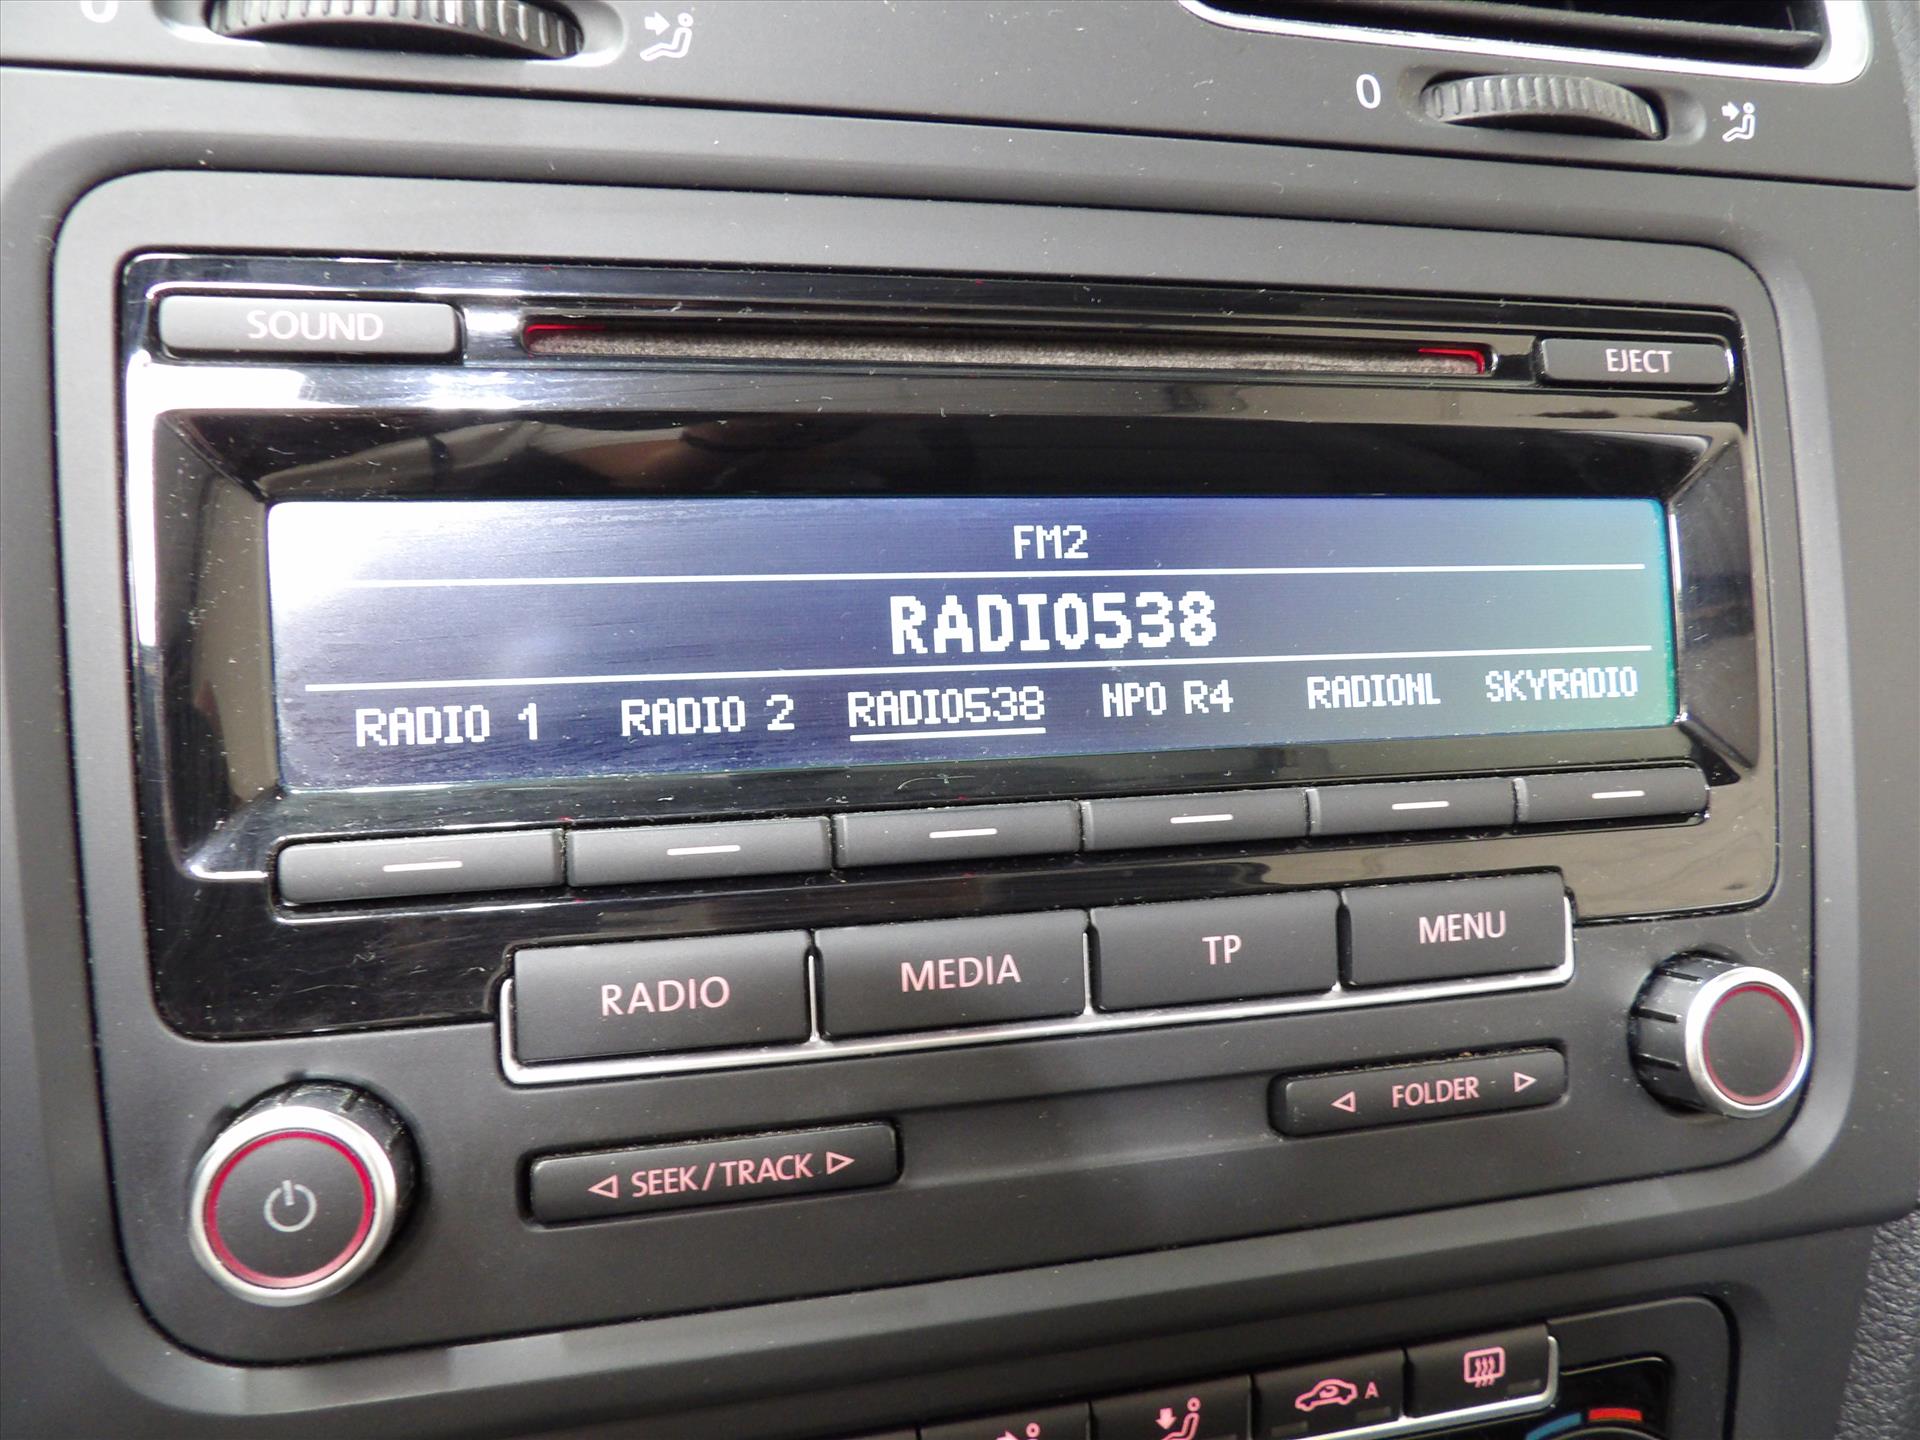 0
0
SOUND
EJECT
FM2
RADIO538
RADIO 1 RADIO 2 RADIO538 NPO R4 RADIONL SKYRADIO
RADIO MEDIA TP MENU
FOLDER
SEEK/TRACK
A